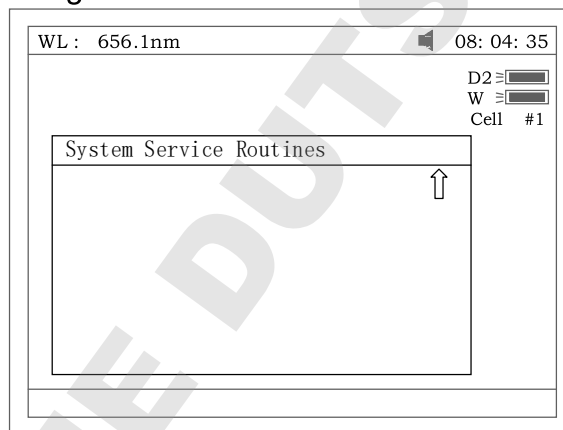 WL : 656.1nm 08: 04: 35
D2
W
Cell #1
System Service Routines